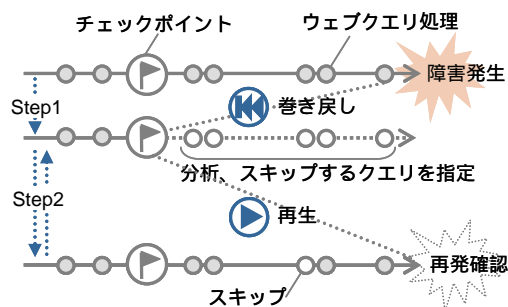 チェックポイント
ウェブクエリ処理
障害発生
Step1
巻き戻し
分析、スキップするクエリを指定
Step2
再生
再発確認
スキップ